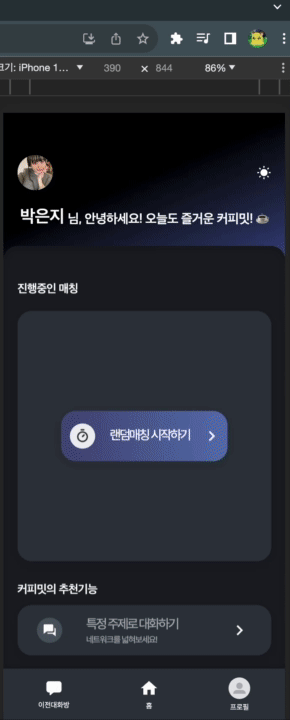 크기: iPhone 1... ▼ 390 × 844 86% ▼
박은지 님, 안녕하세요! 오늘도 즐거운 커피밋! ☕
진행중인 매칭
랜덤매칭 시작하기
커피밋의 추천기능
특정 주제로 대화하기
네트워크를 넓혀보세요!
이전대화방 홈 프로필